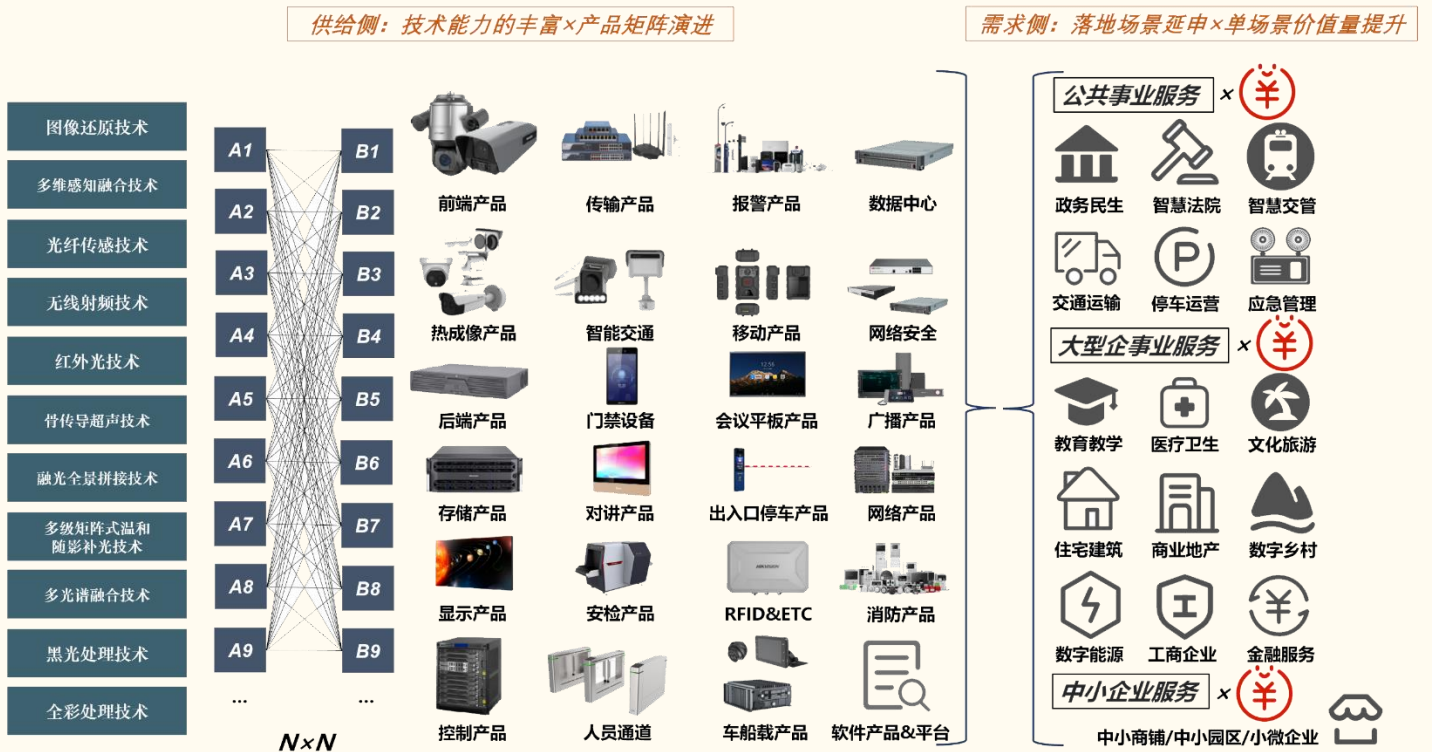 供给侧：技术能力的丰富×产品矩阵演进
需求侧：落地场景延申×单场景价值量提升
图像还原技术
多维感知融合技术
光纤传感技术
无线射频技术
红外光技术
骨传导超声技术
融光全景拼接技术
多级矩阵式温和
随影补光技术
多光谱融合技术
黑光处理技术
全彩处理技术
A1
A2
A3
A4
A5
A6
A7
A8
A9
...
B1
B2
B3
B4
B5
B6
B7
B8
B9
...
N×N
前端产品 传输产品 报警产品 数据中心
热成像产品 智能交通 移动产品 网络安全
12:56
后端产品 门禁设备 会议平板产品 广播产品
存储产品 对讲产品 出入口停车产品 网络产品
HIKVISION
显示产品 安检产品 RFID&ETC 消防产品
控制产品 人员通道 车船载产品 软件产品&平台
公共事业服务 × ¥
政务民生 智慧法院 智慧交管
P
交通运输 停车运营 应急管理
大型企事业服务 × ¥
教育教学 医疗卫生 文化旅游
住宅建筑 商业地产 数字乡村
¥
数字能源 工商企业 金融服务
中小企业服务 × ¥
中小商铺/中小园区/小微企业